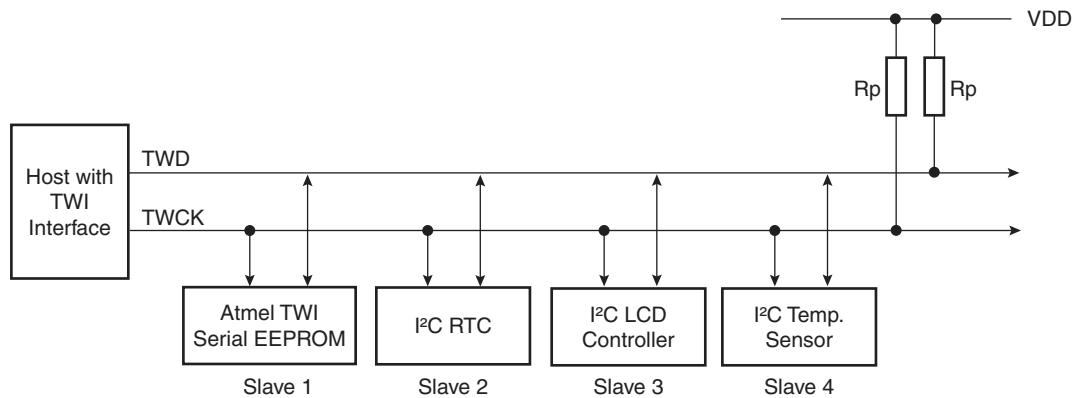 VDD
Rp
Rp
Host with
TWI
Interface
TWD
TWCK
Atmel TWI
Serial EEPROM
I²C RTC
I²C LCD
Controller
I²C Temp.
Sensor
Slave 1
Slave 2
Slave 3
Slave 4